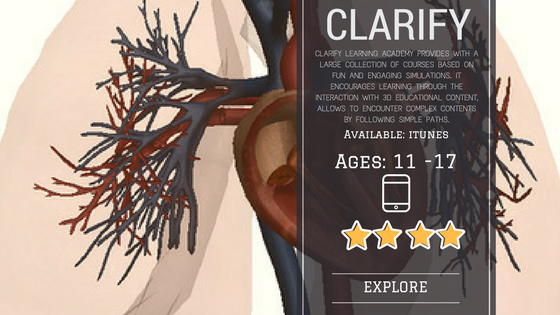 CLARIFY
CLARIFY LEARNING ACADEMY PROVIDES WITH A
LARGE COLLECTION OF COURSES BASED ON
FUN AND ENGAGING SIMULATIONS. IT
ENCOURAGES LEARNING THROUGH THE
INTERACTION WITH 3D EDUCATIONAL CONTENT,
ALLOWS TO ENCOUNTER COMPLEX CONTENTS
BY FOLLOWING SIMPLE PATHS.
AVAILABLE: ITUNES
AGES: 11 -17
EXPLORE